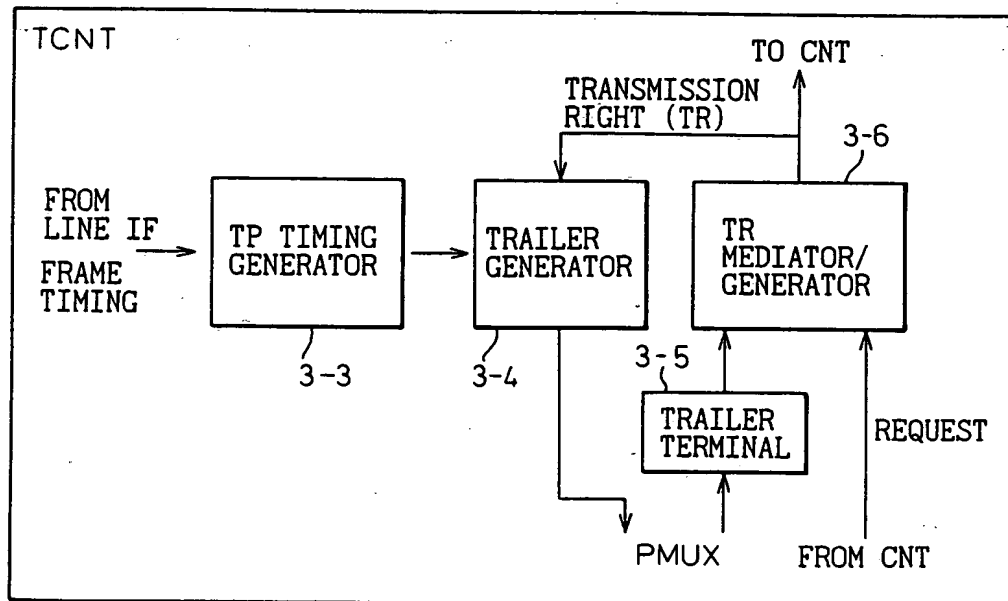 TCNT
TO CNT
TRANSMISSION
RIGHT (TR)
3-6
FROM
LINE IF
FRAME
TIMING
TP TIMING
GENERATOR
TRAILER
GENERATOR
TR
MEDIATOR/
GENERATOR
3-3
3-4
3-5
TRAILER
TERMINAL
REQUEST
PMUX
FROM CNT